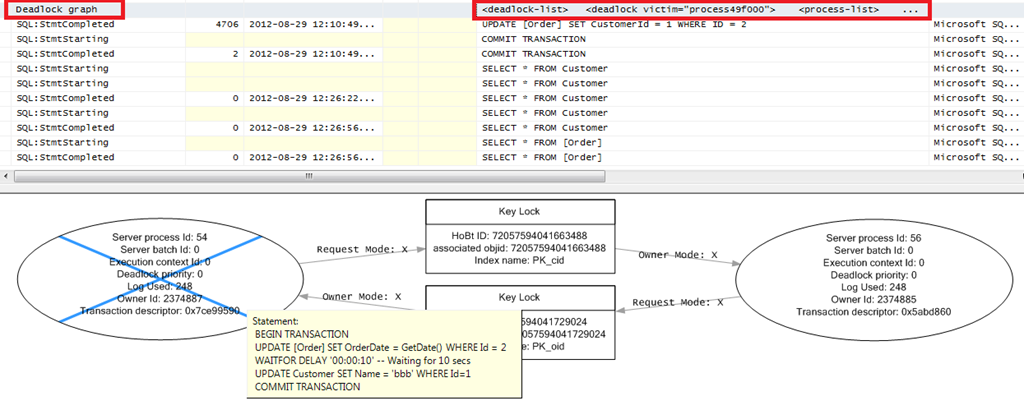 Deadlock graph <deadlock-list> <deadlock victim="process49f000"> <process-list> ...
SQL:StmtCompleted 4706 2012-08-29 12:10:49... UPDATE [Order] SET CustomerId = 1 WHERE ID = 2 Microsoft SQ...
SQL:StmtStarting COMMIT TRANSACTION Microsoft SQ...
SQL:StmtCompleted 2 2012-08-29 12:10:49... COMMIT TRANSACTION Microsoft SQ...
SQL:StmtStarting SELECT * FROM Customer Microsoft SQ...
SQL:StmtStarting SELECT * FROM Customer Microsoft SQ...
SQL:StmtCompleted 0 2012-08-29 12:26:22... SELECT * FROM Customer Microsoft SQ...
SQL:StmtStarting SELECT * FROM Customer Microsoft SQ...
SQL:StmtCompleted 0 2012-08-29 12:26:56... SELECT * FROM Customer Microsoft SQ...
SQL:StmtStarting SELECT * FROM [Order] Microsoft SQ...
SQL:StmtCompleted 0 2012-08-29 12:26:56... SELECT * FROM [Order] Microsoft SQ...
Server process Id: 54
Server batch Id: 0
Execution context Id: 0
Deadlock priority: 0
Log Used: 248
Owner Id: 2374887
Transaction descriptor: 0x7ce99590
Request Mode: X
Owner Mode: X
Key Lock
HoBt ID: 72057594041663488
associated objid: 72057594041663488
Index name: PK_cid
Key Lock
594041729024
057594041729024
e: PK_oid
Owner Mode: X
Request Mode: X
Server process Id: 56
Server batch Id: 0
Execution context Id: 0
Deadlock priority: 0
Log Used: 248
Owner Id: 2374885
Transaction descriptor: 0x5abd860
Statement:
BEGIN TRANSACTION
UPDATE [Order] SET OrderDate = GetDate() WHERE Id = 2
WAITFOR DELAY '00:00:10' -- Waiting for 10 secs
UPDATE Customer SET Name = 'bbb' WHERE Id=1
COMMIT TRANSACTION